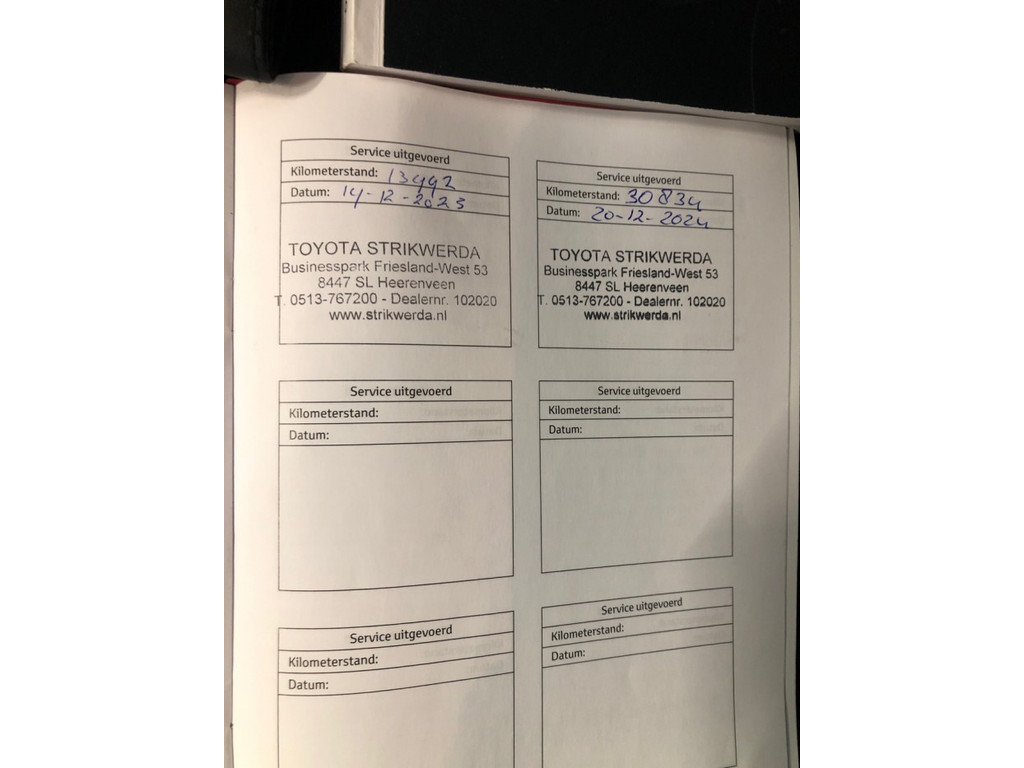 Service uitgevoerd
Kilometerstand: 13492
Datum: 14-12-2023
TOYOTA STRIKWERDA
Businesspark Friesland-West 53
8447 SL Heerenveen
T. 0513-767200 - Dealernr. 102020
www.strikwerda.nl
Service uitgevoerd
Kilometerstand: 30834
Datum: 20-12-2024
TOYOTA STRIKWERDA
Businesspark Friesland-West 53
8447 SL Heerenveen
T. 0513-767200 - Dealernr. 102020
www.strikwerda.nl
Service uitgevoerd
Kilometerstand:
Datum:
Service uitgevoerd
Kilometerstand:
Datum:
Service uitgevoerd
Kilometerstand:
Datum:
Service uitgevoerd
Kilometerstand:
Datum: